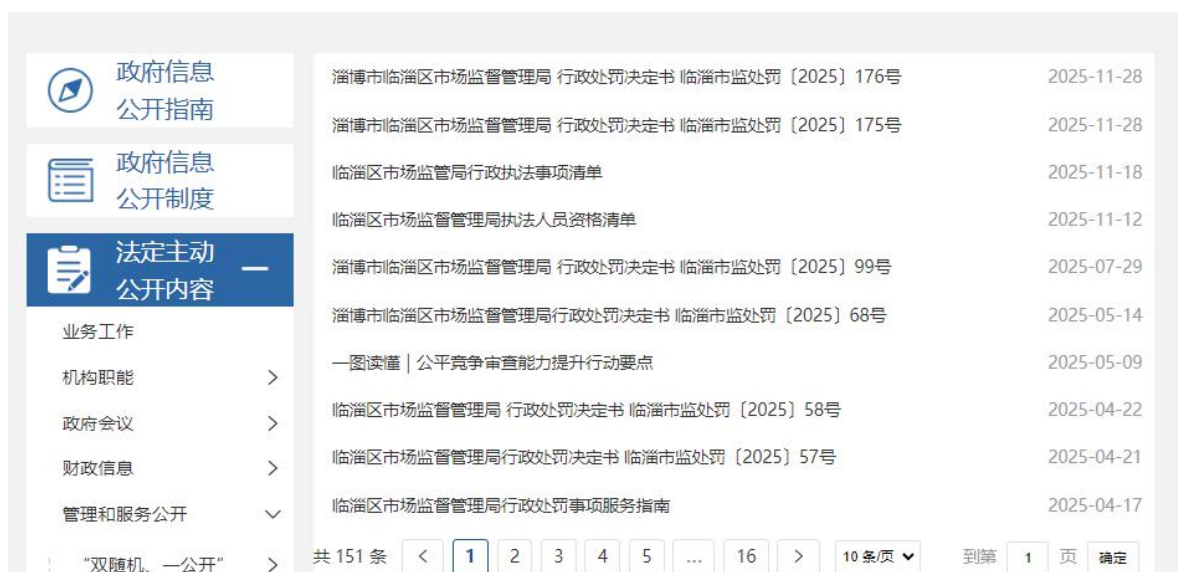 政府信息
公开指南
政府信息
公开制度
法定主动
公开内容
业务工作
机构职能
政府会议
财政信息
管理和服务公开
“双随机、一公开”
淄博市临淄区市场监督管理局 行政处罚决定书 临淄市监处罚〔2025〕176号 2025-11-28
淄博市临淄区市场监督管理局 行政处罚决定书 临淄市监处罚〔2025〕175号 2025-11-28
临淄区市场监管局行政执法事项清单 2025-11-18
临淄区市场监督管理局执法人员资格清单 2025-11-12
淄博市临淄区市场监督管理局 行政处罚决定书 临淄市监处罚〔2025〕99号 2025-07-29
淄博市临淄区市场监督管理局行政处罚决定书 临淄市监处罚〔2025〕68号 2025-05-14
一图读懂 | 公平竞争审查能力提升行动要点 2025-05-09
临淄区市场监督管理局 行政处罚决定书 临淄市监处罚〔2025〕58号 2025-04-22
临淄区市场监督管理局行政处罚决定书 临淄市监处罚〔2025〕57号 2025-04-21
临淄区市场监督管理局行政处罚事项服务指南 2025-04-17
共 151 条 < 1 2 3 4 5 ... 16 > 10 条/页 到第 1 页 确定